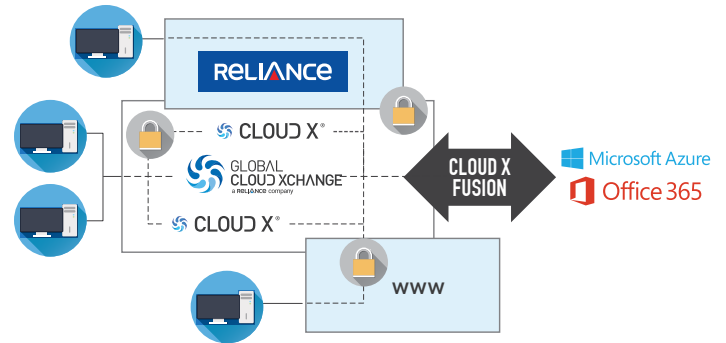 RELIANCE
CLOUD X®
GLOBAL
CLOUD XCHANGE
a RELIANCE company
CLOUD X®
CLOUD X
FUSION
Microsoft Azure
Office 365
www